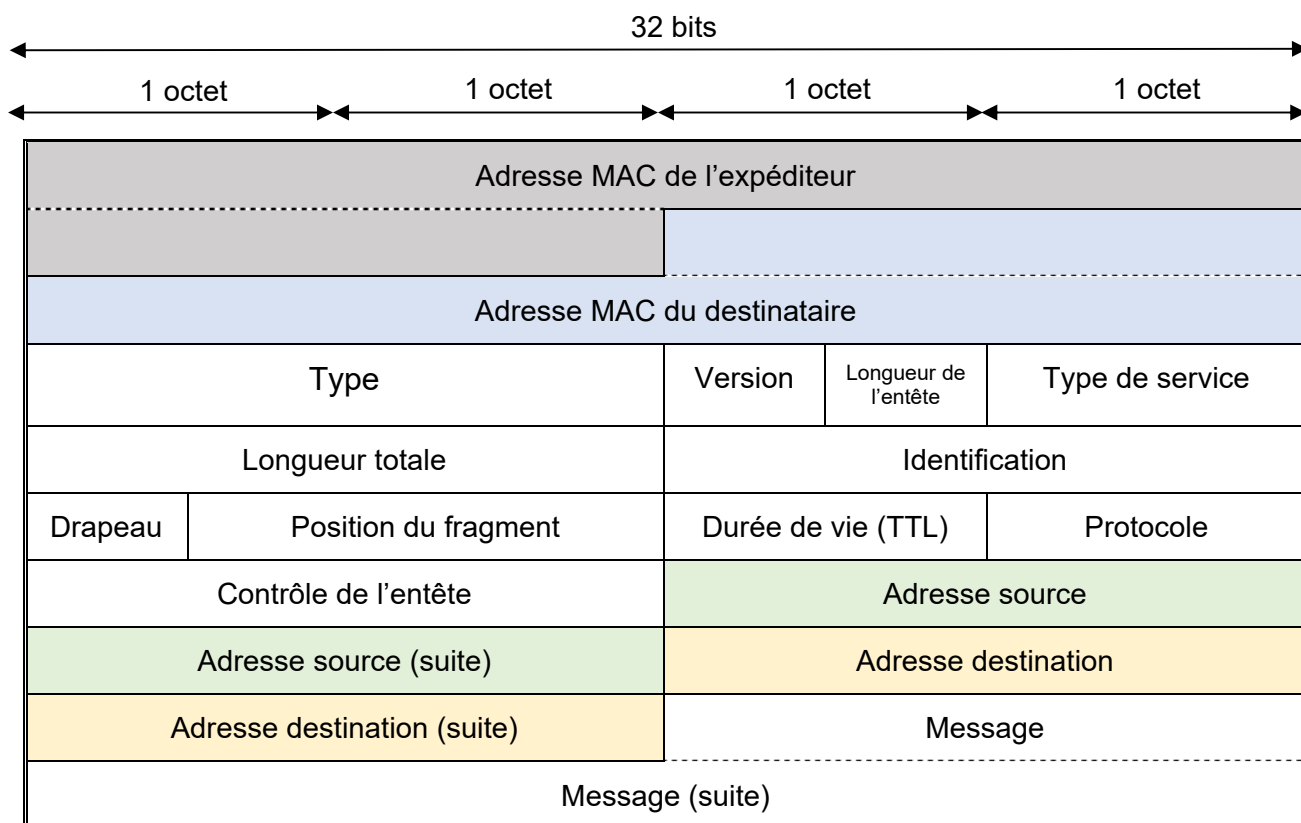 32 bits
1 octet 1 octet 1 octet 1 octet
Adresse MAC de l’expéditeur
Adresse MAC du destinataire
Type Version Longueur de l’entête Type de service
Longueur totale Identification
Drapeau Position du fragment Durée de vie (TTL) Protocole
Contrôle de l’entête Adresse source
Adresse source (suite) Adresse destination
Adresse destination (suite) Message
Message (suite)